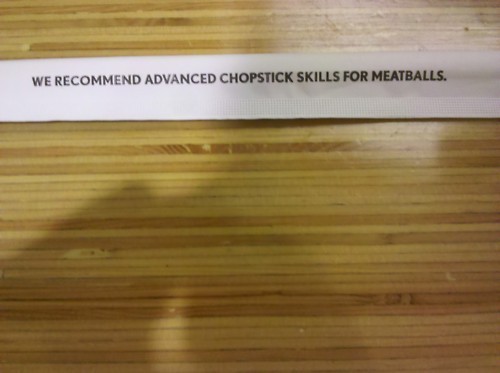 WE RECOMMEND ADVANCED CHOPSTICK SKILLS FOR MEATBALLS.